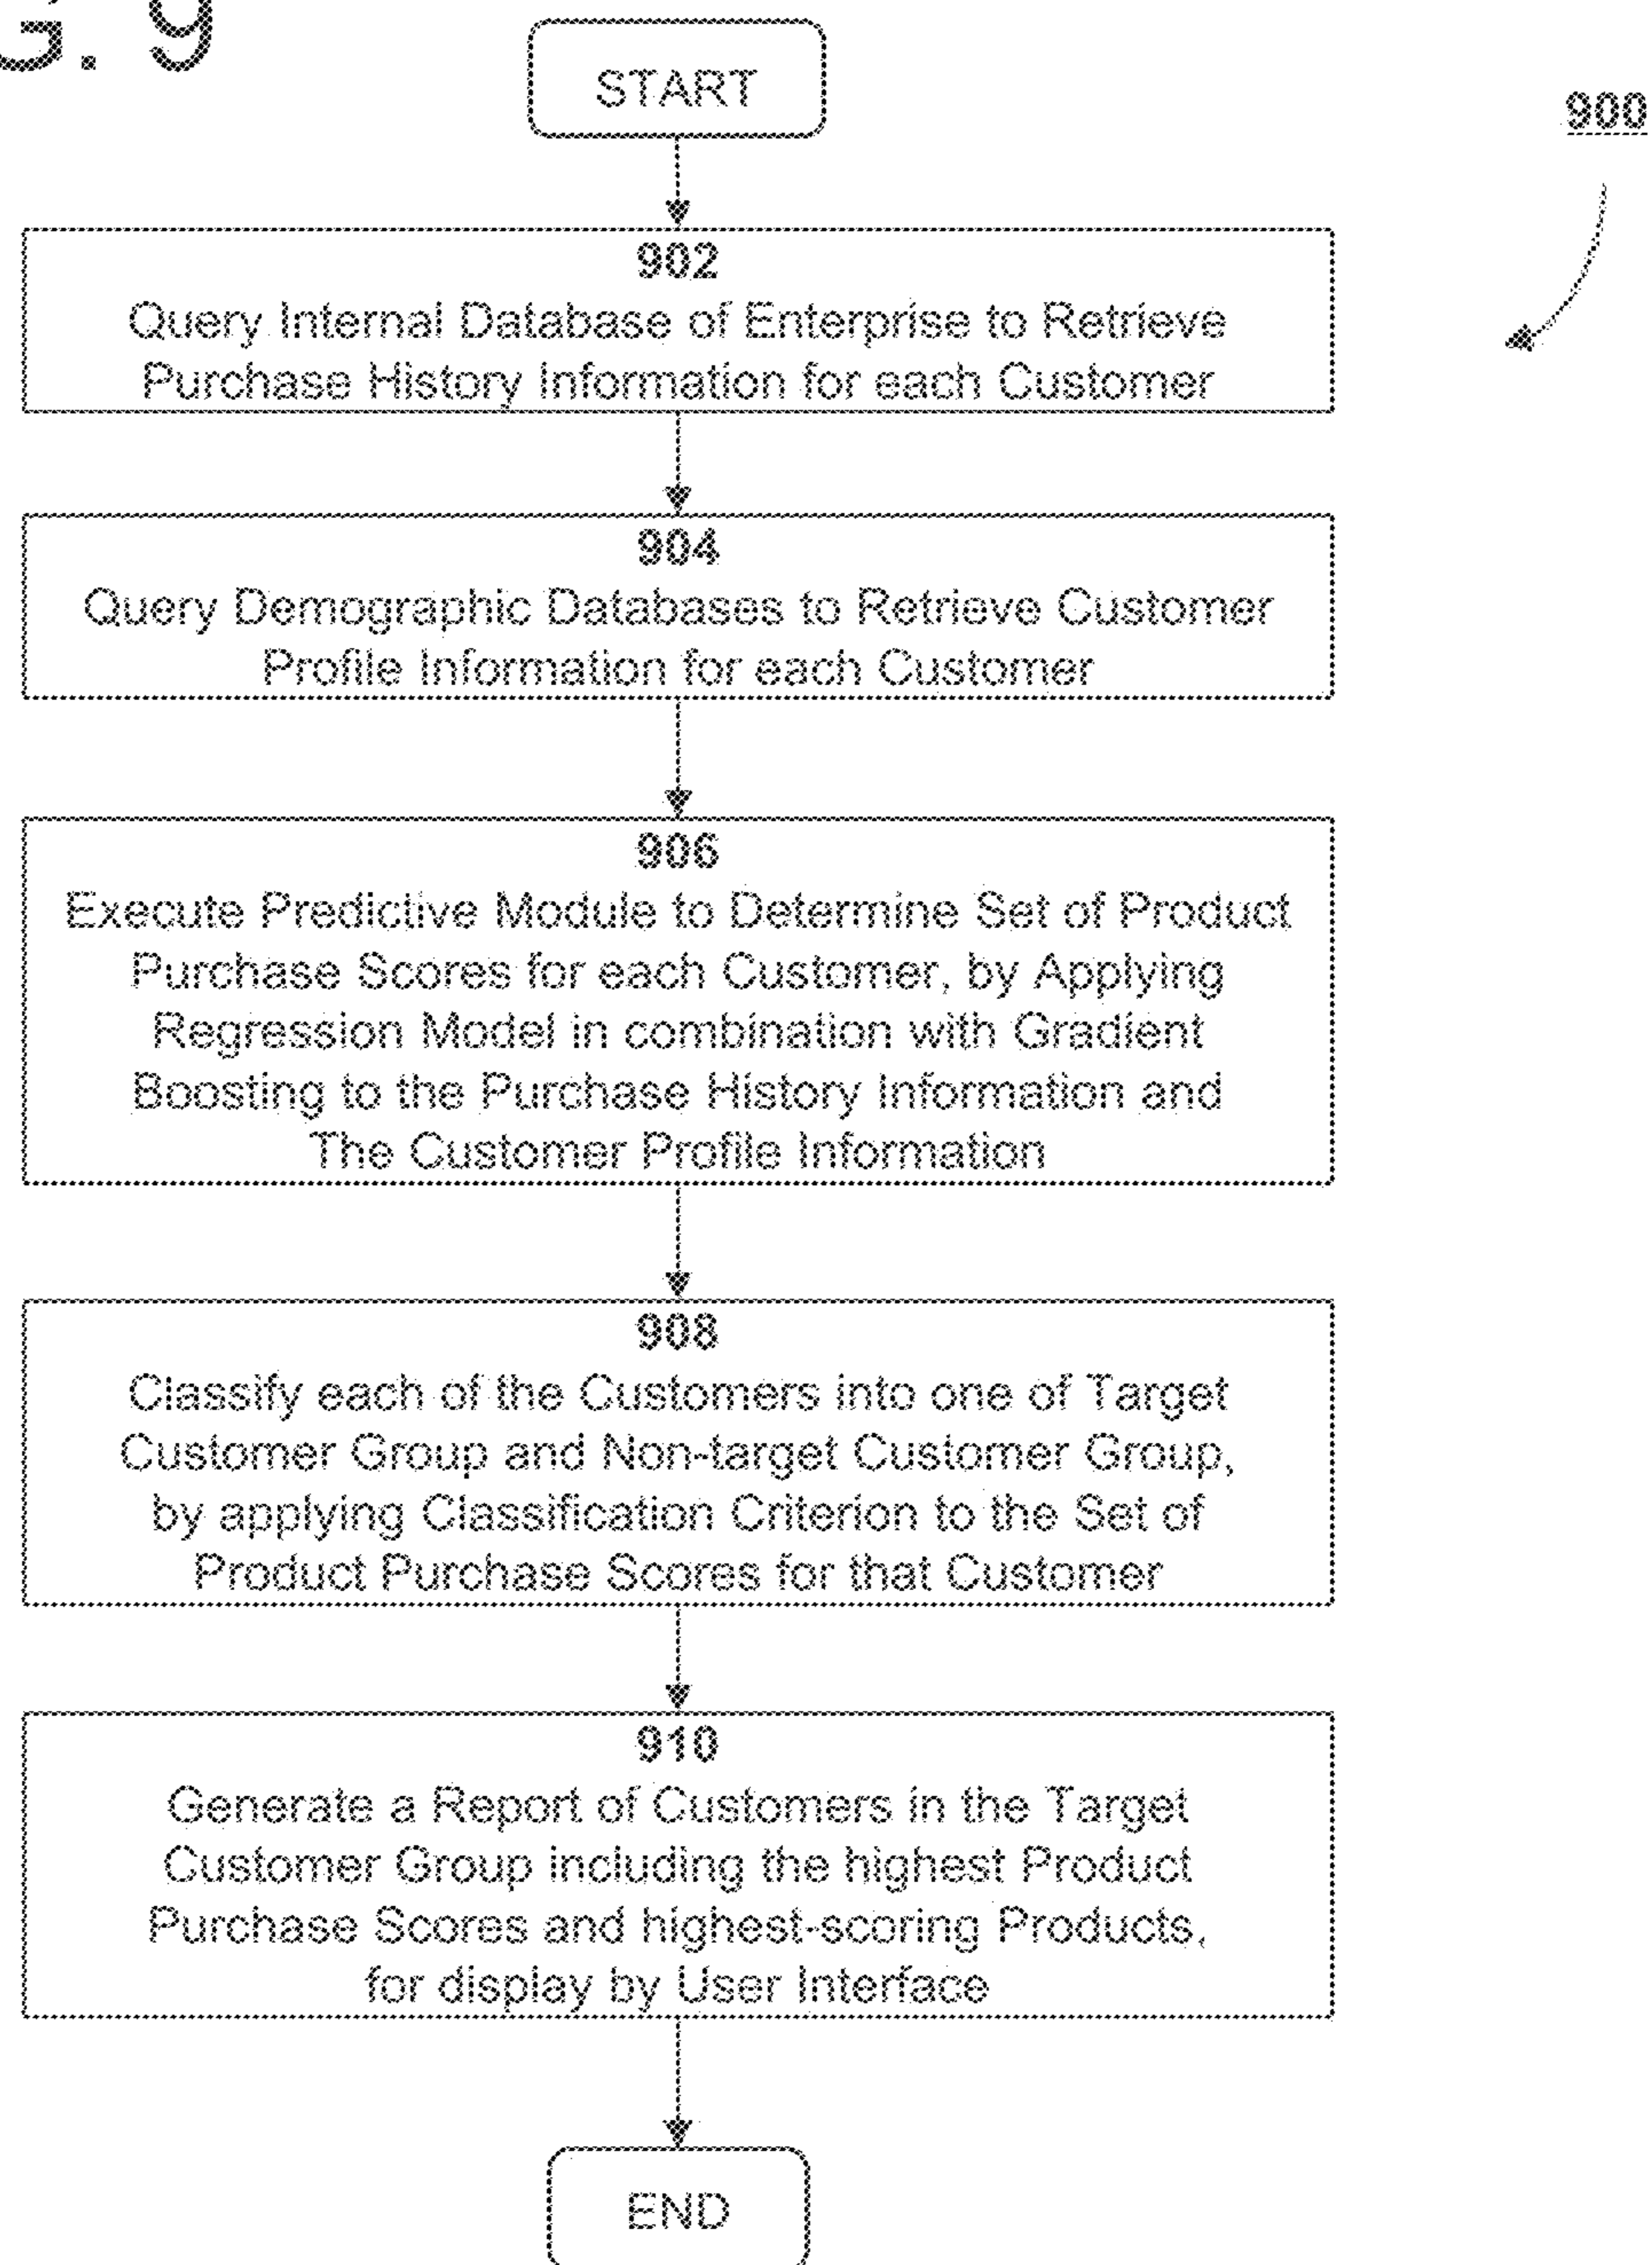 G. 9
START
900
902
Query Internal Database of Enterprise to Retrieve
Purchase History Information for each Customer
904
Query Demographic Databases to Retrieve Customer
Profile Information for each Customer
906
Execute Predictive Module to Determine Set of Product
Purchase Scores for each Customer, by Applying
Regression Model in combination with Gradient
Boosting to the Purchase History Information and
The Customer Profile Information
908
Classify each of the Customers into one of Target
Customer Group and Non-target Customer Group,
by applying Classification Criterion to the Set of
Product Purchase Scores for that Customer
910
Generate a Report of Customers in the Target
Customer Group including the highest Product
Purchase Scores and highest-scoring Products,
for display by User Interface
END